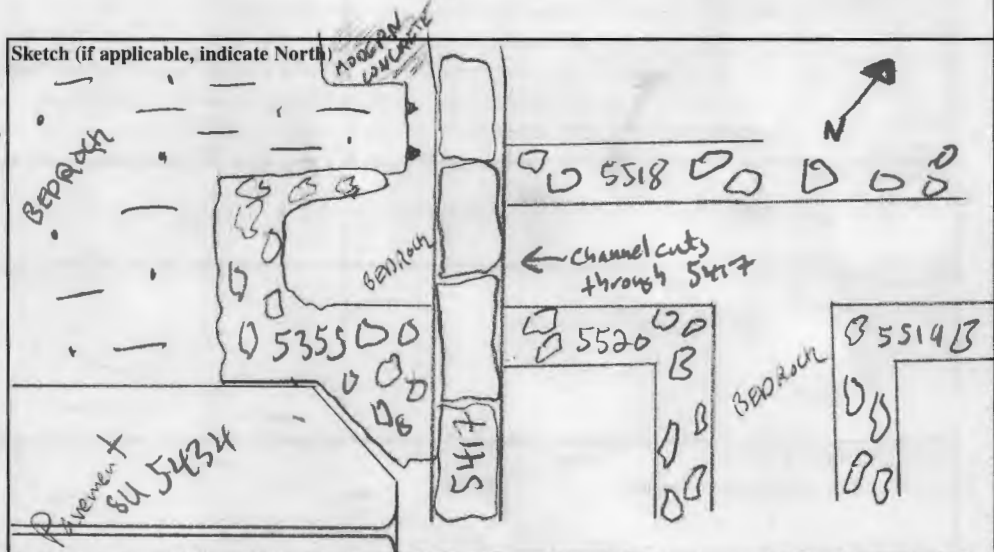 Sketch (if applicable, indicate North)
MODERN
CONCRETE
N
BEDROCK
5518
BEDROCK
← channel cuts
through 5417
5355
5520
BEDROCK
5519
5417
Pavement
SU 5434